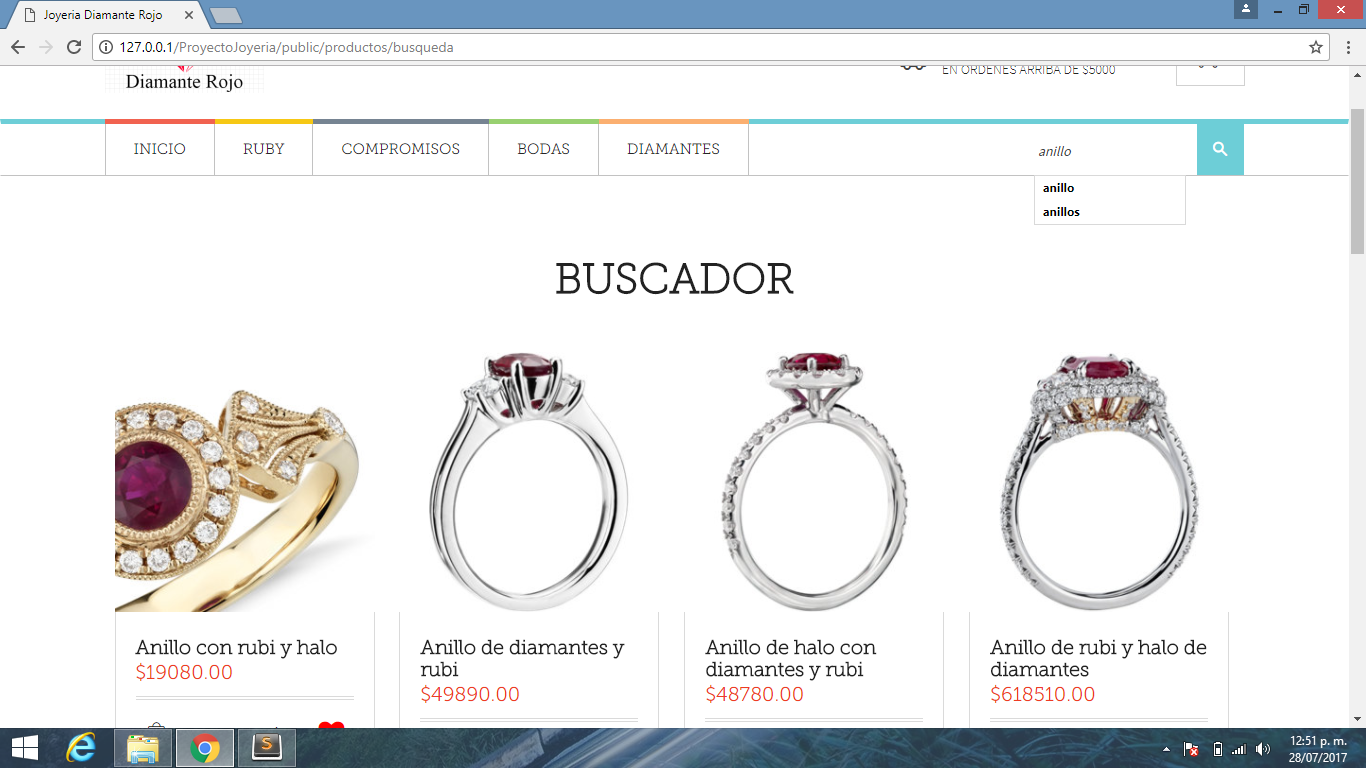 Joyeria Diamante Rojo
127.0.0.1/ProyectoJoyeria/public/productos/busqueda
Diamante Rojo
EN ORDENES ARRIBA DE $5000
INICIO
RUBY
COMPROMISOS
BODAS
DIAMANTES
anillo
anillo
anillos
BUSCADOR
Anillo con rubi y halo
$19080.00
Anillo de diamantes y
rubi
$49890.00
Anillo de halo con
diamantes y rubi
$48780.00
Anillo de rubi y halo de
diamantes
$618510.00
12:51 p. m.
28/07/2017